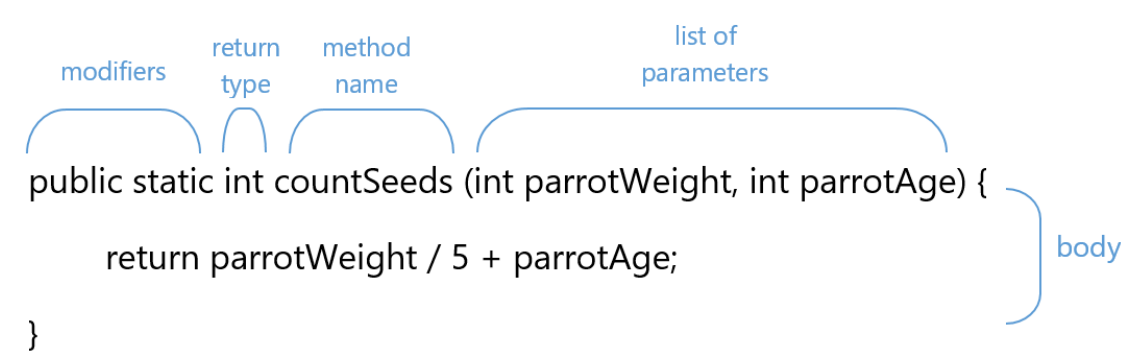 modifiers
return
type
method
name
list of
parameters
public static int countSeeds (int parrotWeight, int parrotAge) {
return parrotWeight / 5 + parrotAge;
body
}